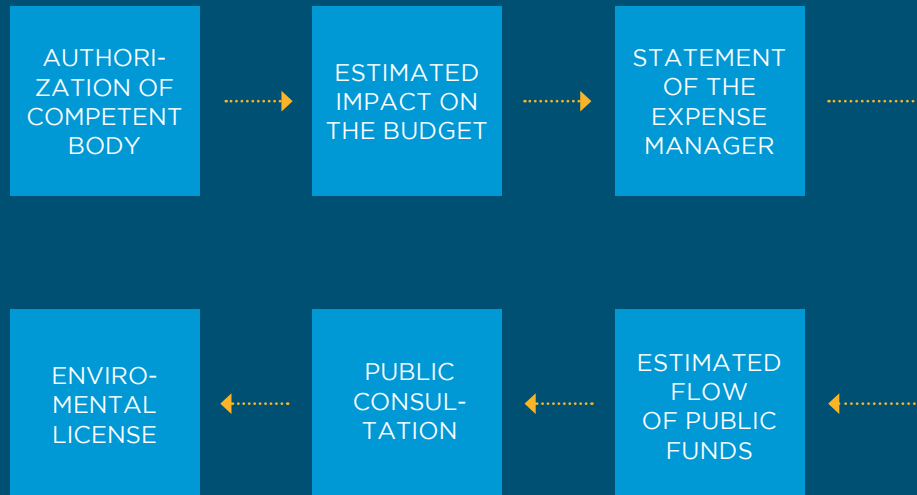 AUTHORI-
ZATION OF
COMPETENT
BODY
ESTIMATED
IMPACT ON
THE BUDGET
STATEMENT
OF THE
EXPENSE
MANAGER
ENVIRO-
MENTAL
LICENSE
PUBLIC
CONSUL-
TATION
ESTIMATED
FLOW
OF PUBLIC
FUNDS